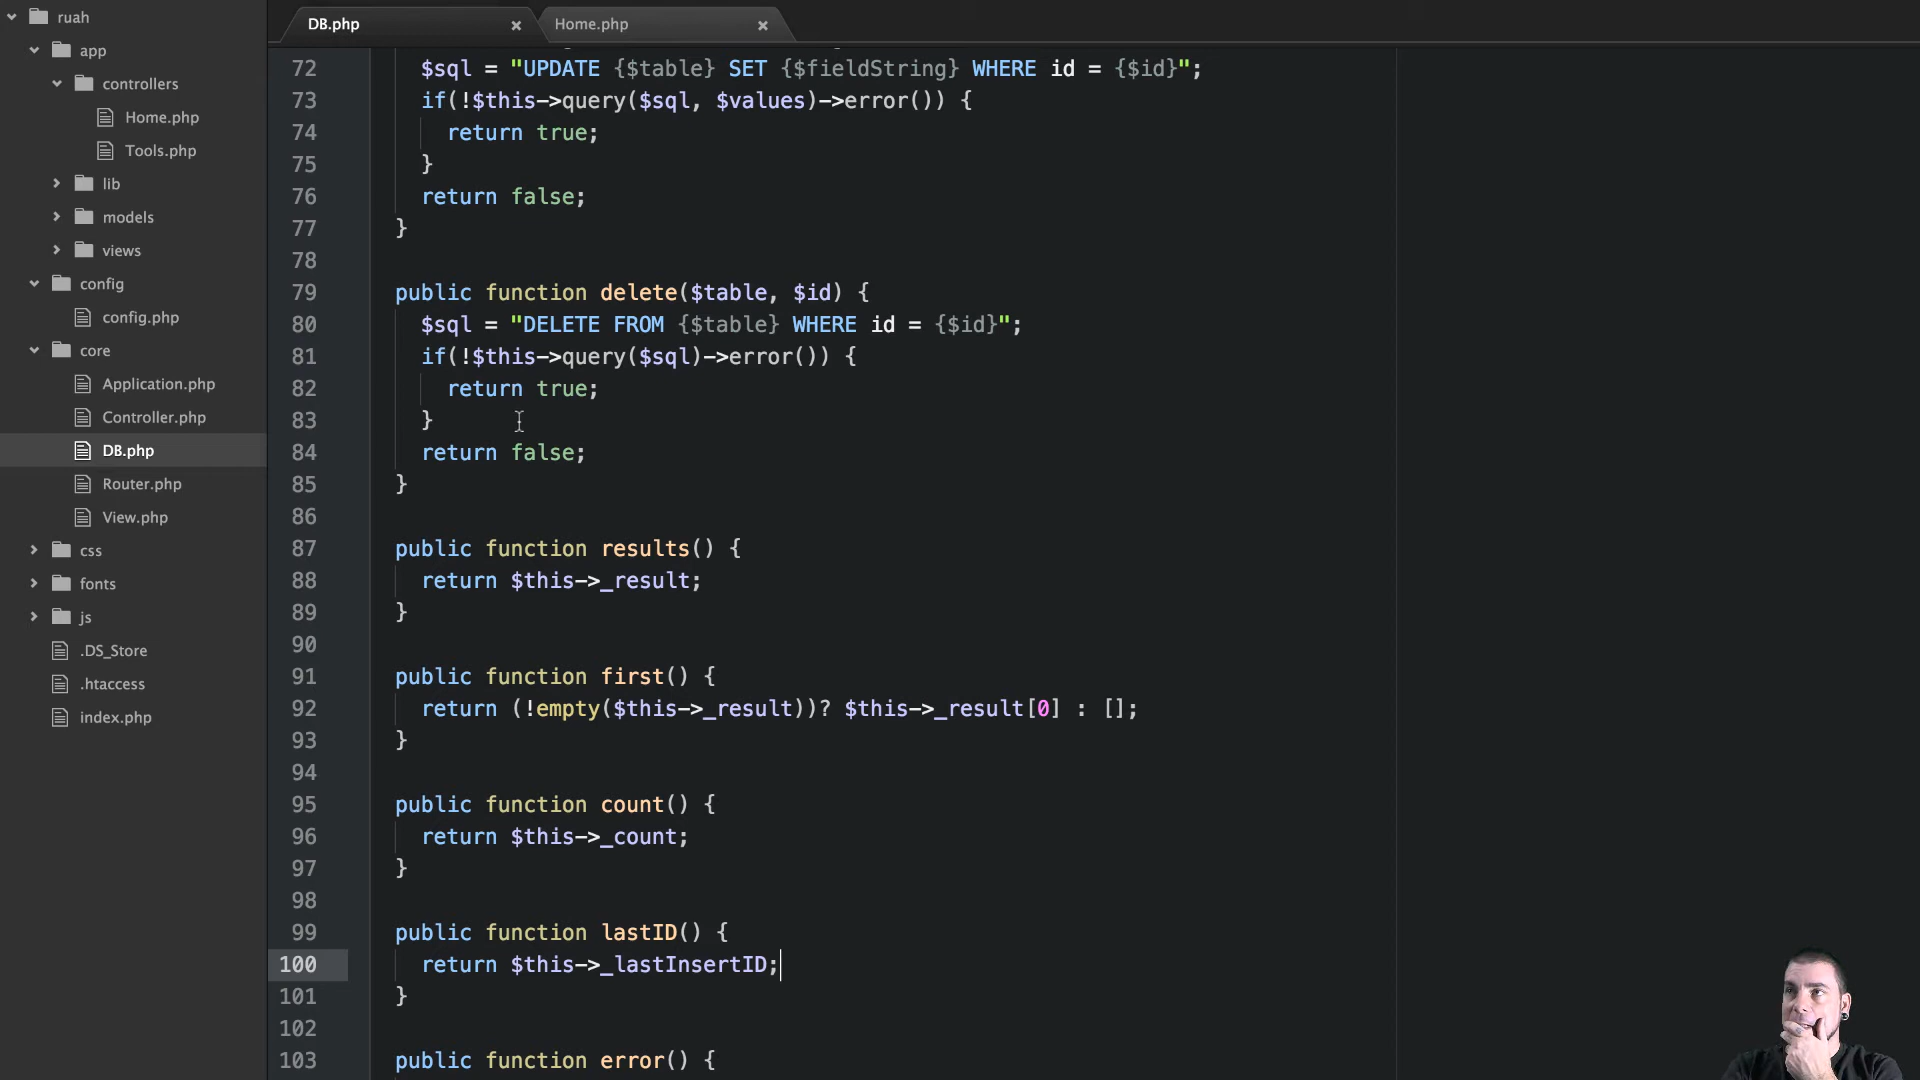 ruah
app
controllers
Home.php
Tools.php
lib
models
views
config
config.php
core
Application.php
Controller.php
DB.php
Router.php
View.php
css
fonts
js
.DS_Store
.htaccess
index.php
DB.php ×
Home.php ×
72 $sql = "UPDATE {$table} SET {$fieldString} WHERE id = {$id}";
73 if(!$this->query($sql, $values)->error()) {
74 return true;
75 }
76 return false;
77 }
78
79 public function delete($table, $id) {
80 $sql = "DELETE FROM {$table} WHERE id = {$id}";
81 if(!$this->query($sql)->error()) {
82 return true;
83 }
84 return false;
85 }
86
87 public function results() {
88 return $this->_result;
89 }
90
91 public function first() {
92 return (!empty($this->_result))? $this->_result[0] : [];
93 }
94
95 public function count() {
96 return $this->_count;
97 }
98
99 public function lastID() {
100 return $this->_lastInsertID;
101 }
102
103 public function error() {